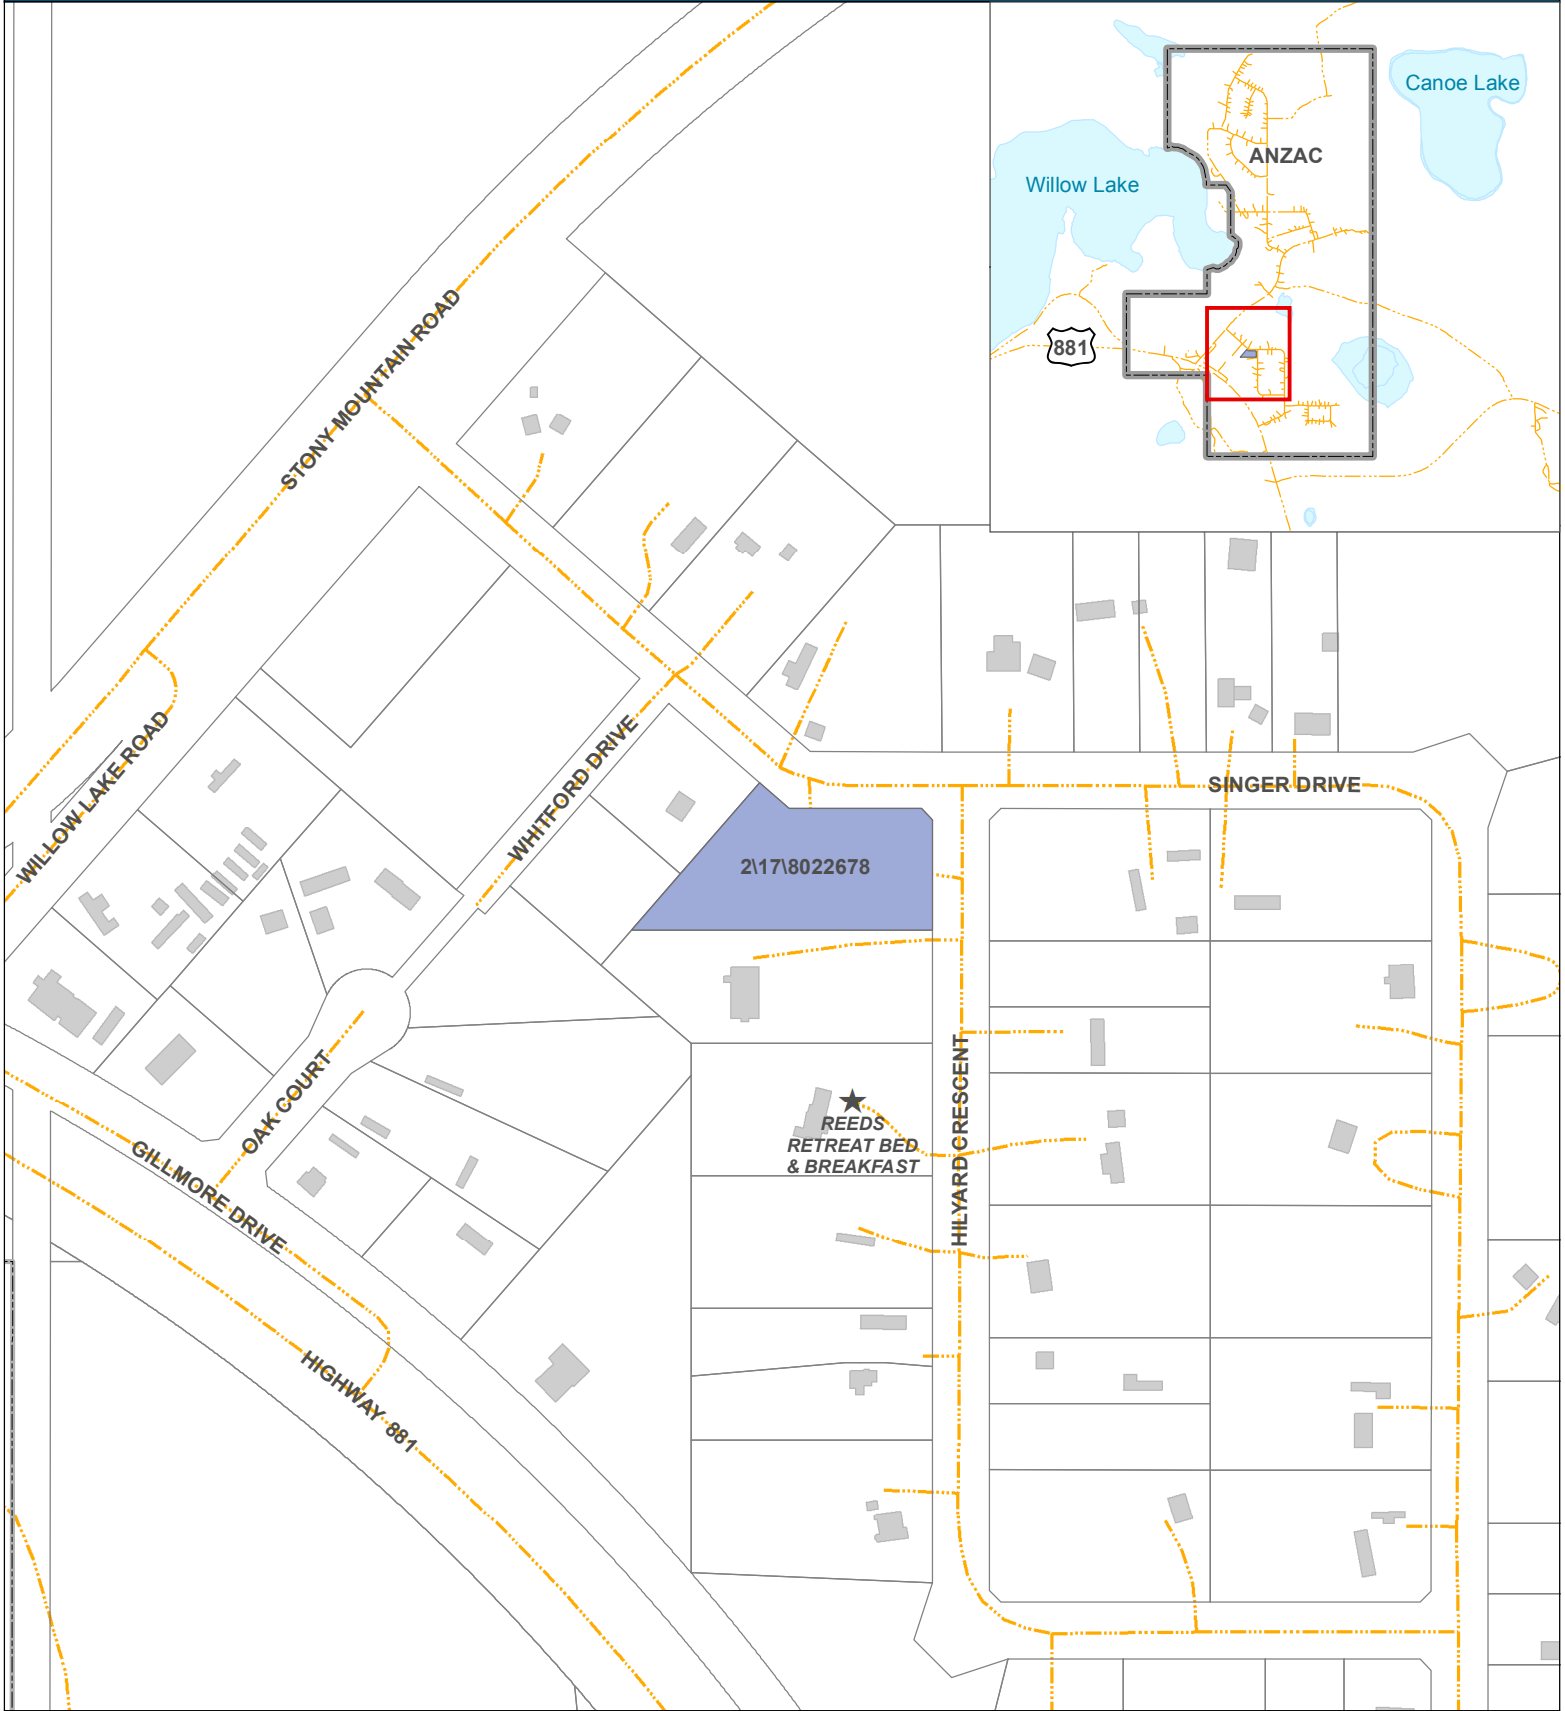 Canoe Lake
ANZAC
Willow Lake
881
STONY MOUNTAIN ROAD
WILLOW LAKE ROAD
WHITFORD DRIVE
SINGER DRIVE
2\17\8022678
HILYARD CRESCENT
OAK COURT
REEDS
RETREAT BED
& BREAKFAST
GILLMORE DRIVE
HIGHWAY 881